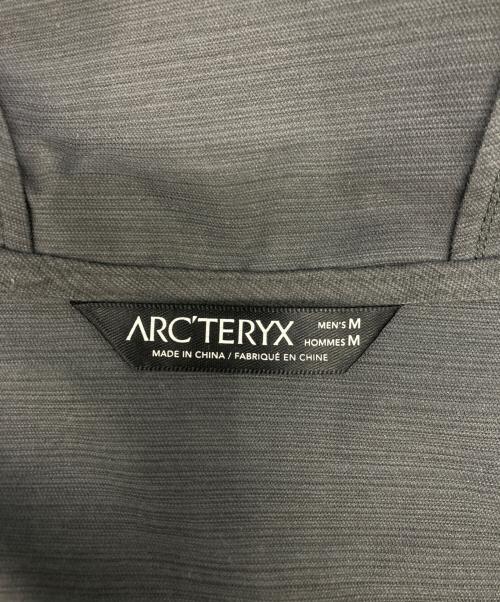 ARC'TERYX MEN'S M
HOMMES M
MADE IN CHINA / FABRIQUÉ EN CHINE